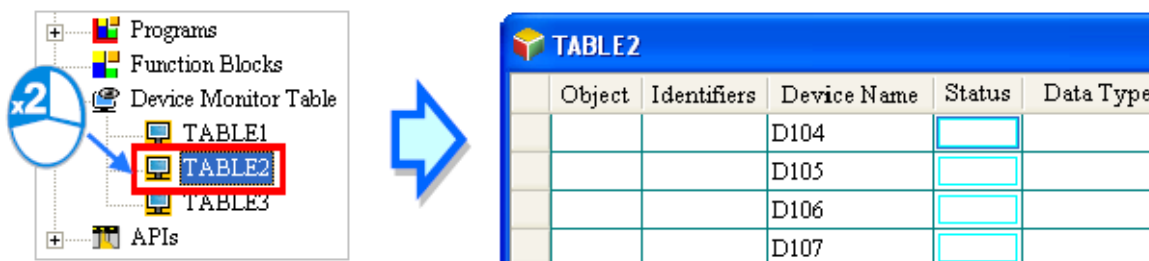 Programs
Function Blocks
Device Monitor Table
x2
TABLE1
TABLE2
TABLE3
APIs
TABLE2
Object Identifiers Device Name Status Data Type
D104
D105
D106
D107